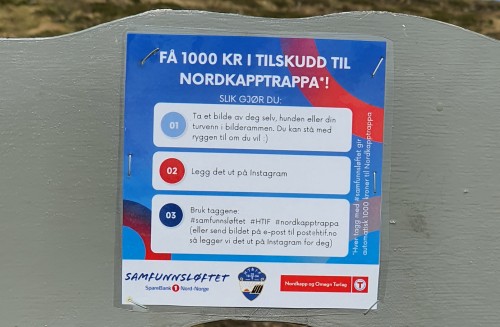 FÅ 1000 KR I TILSKUDD TIL
NORDKAPPTRAPPA*!
SLIK GJØR DU:
01
Ta et bilde av deg selv, hunden eller din
turvenn i bilderammen. Du kan stå med
ryggen til om du vil :)
02
Legg det ut på Instagram
03
Bruk taggene:
#samfunnsløftet #HTIF #nordkapptrappa
(eller send bildet på e-post til post@htif.no
så legger vi det ut på Instagram for deg)
*Hver tagg med #samfunnsløftet gir
automatisk 1000 kroner til Nordkapptrappa
SAMFUNNSLØFTET
SpareBank 1 Nord-Norge
Nordkapp og Omegn Turlag